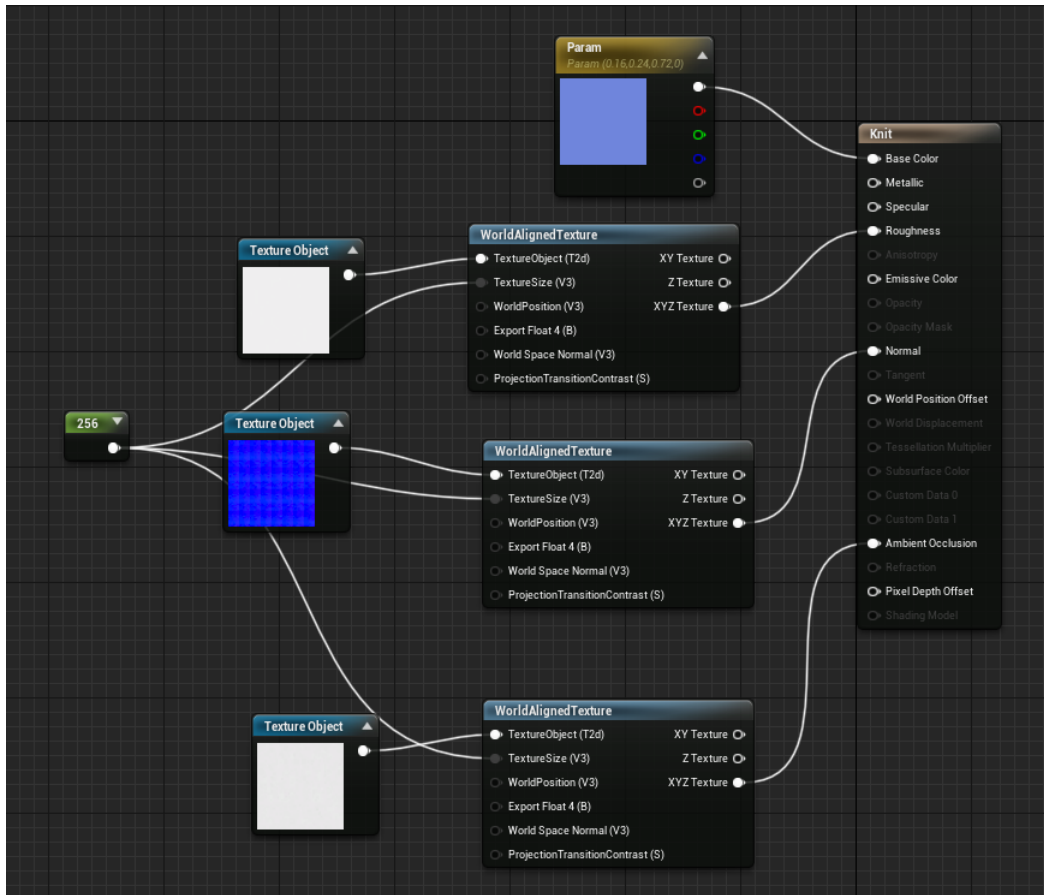 Param
Param (0.16,0.24,0.72,0)
Knit
Base Color
Metallic
Specular
Roughness
Anisotropy
Emissive Color
Opacity
Opacity Mask
Normal
Tangent
World Position Offset
World Displacement
Tessellation Multiplier
Subsurface Color
Custom Data 0
Custom Data 1
Ambient Occlusion
Refraction
Pixel Depth Offset
Shading Model
Texture Object
WorldAlignedTexture
TextureObject (T2d) XY Texture
TextureSize (V3) Z Texture
WorldPosition (V3) XYZ Texture
Export Float 4 (B)
World Space Normal (V3)
ProjectionTransitionContrast (S)
256
Texture Object
WorldAlignedTexture
TextureObject (T2d) XY Texture
TextureSize (V3) Z Texture
WorldPosition (V3) XYZ Texture
Export Float 4 (B)
World Space Normal (V3)
ProjectionTransitionContrast (S)
Texture Object
WorldAlignedTexture
TextureObject (T2d) XY Texture
TextureSize (V3) Z Texture
WorldPosition (V3) XYZ Texture
Export Float 4 (B)
World Space Normal (V3)
ProjectionTransitionContrast (S)